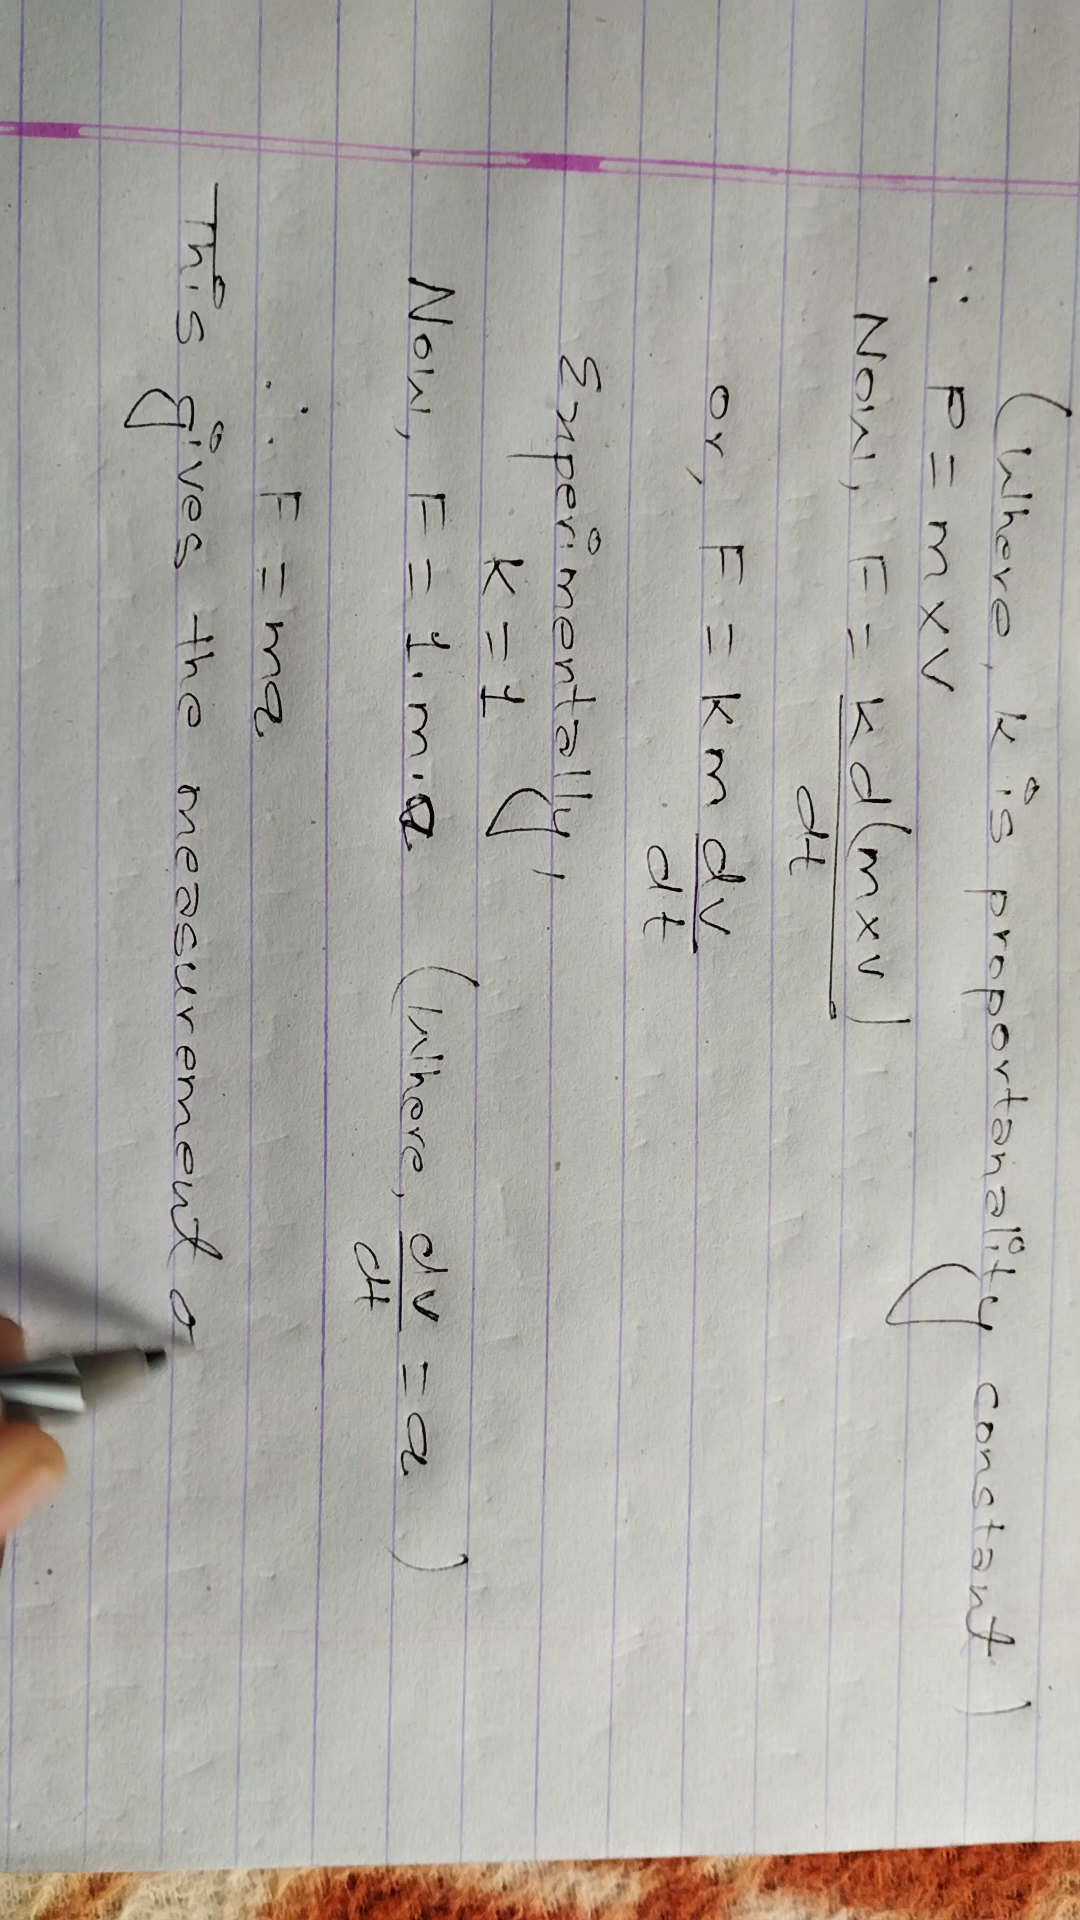 (Where, k is proportonality constant)
∴ P = m x v
Now, F = k d(m x v)
dt
or, F = k m dv
dt
Experimentally,
k = 1
Now, F = 1.m.a (Where, dv = a)
dt
∴ F = ma
This gives the measurement o